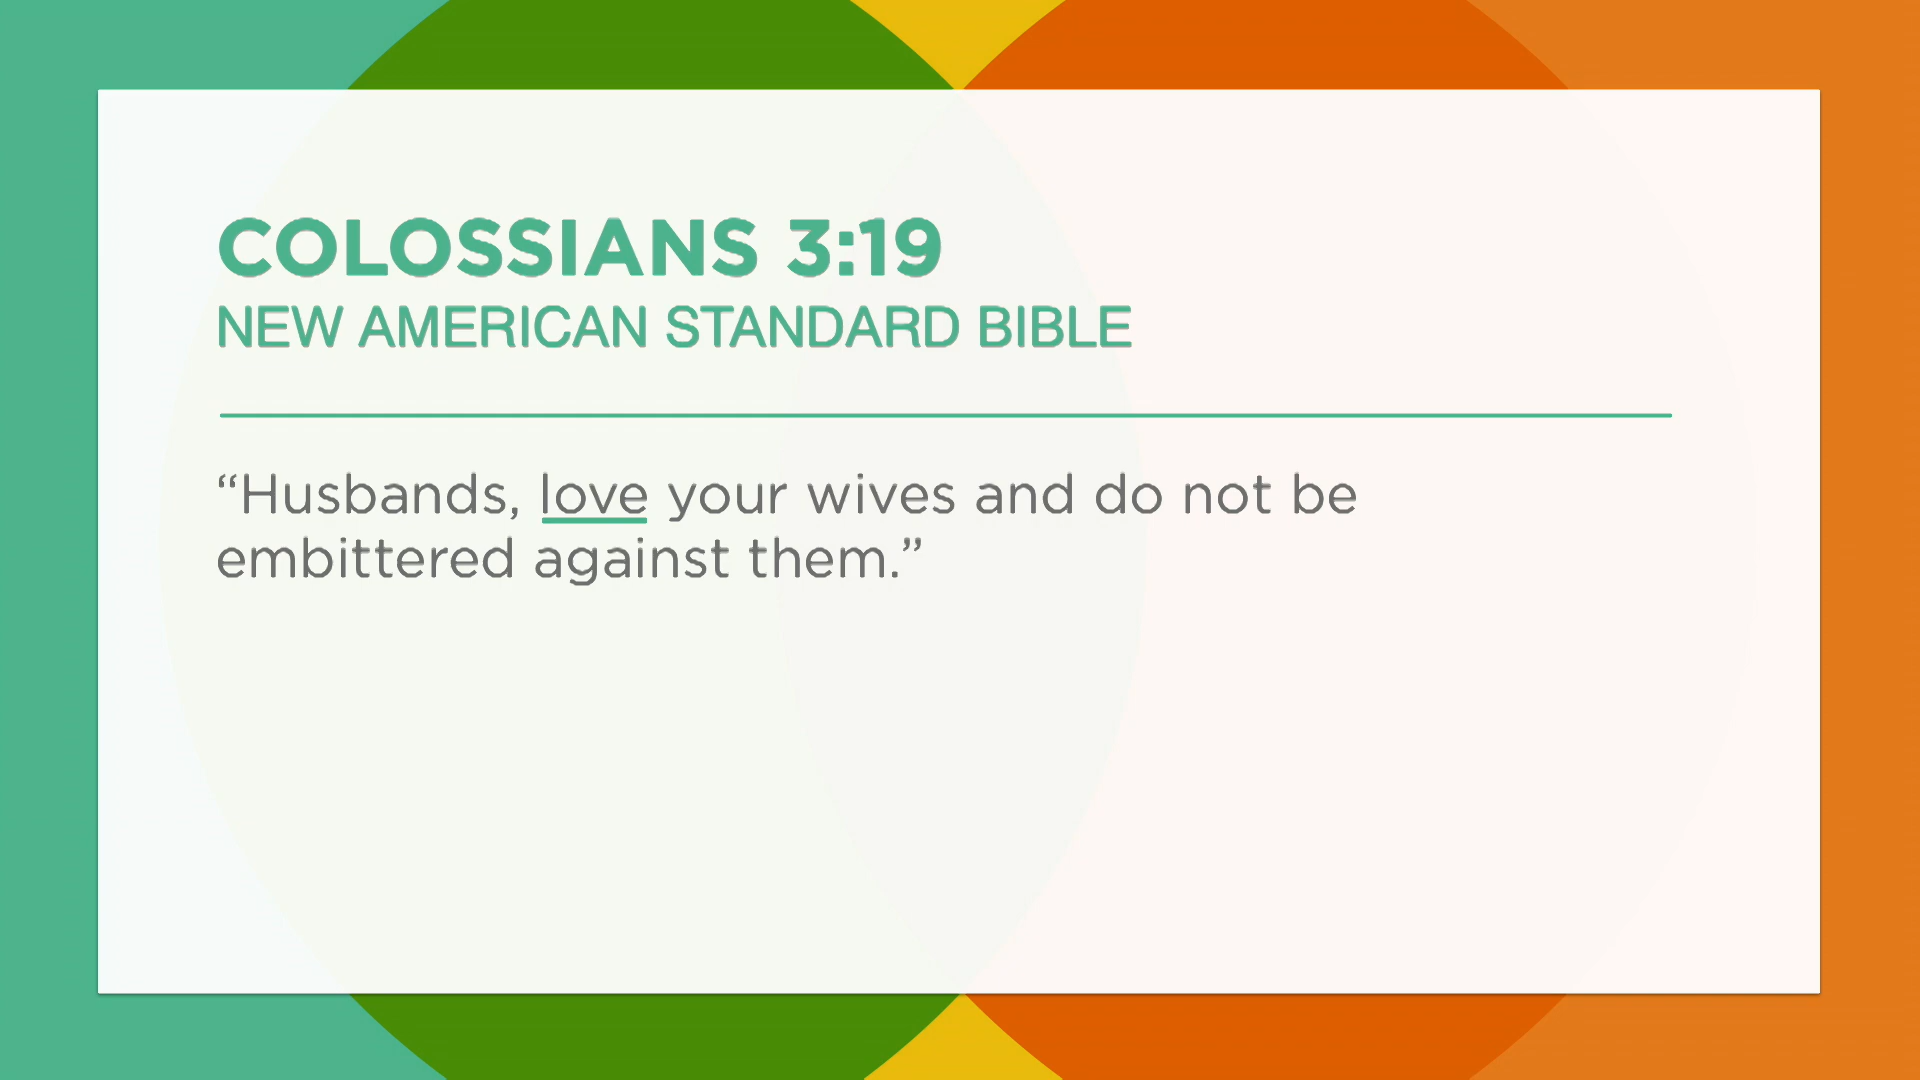 COLOSSIANS 3:19
NEW AMERICAN STANDARD BIBLE
“Husbands, love your wives and do not be
embittered against them.”